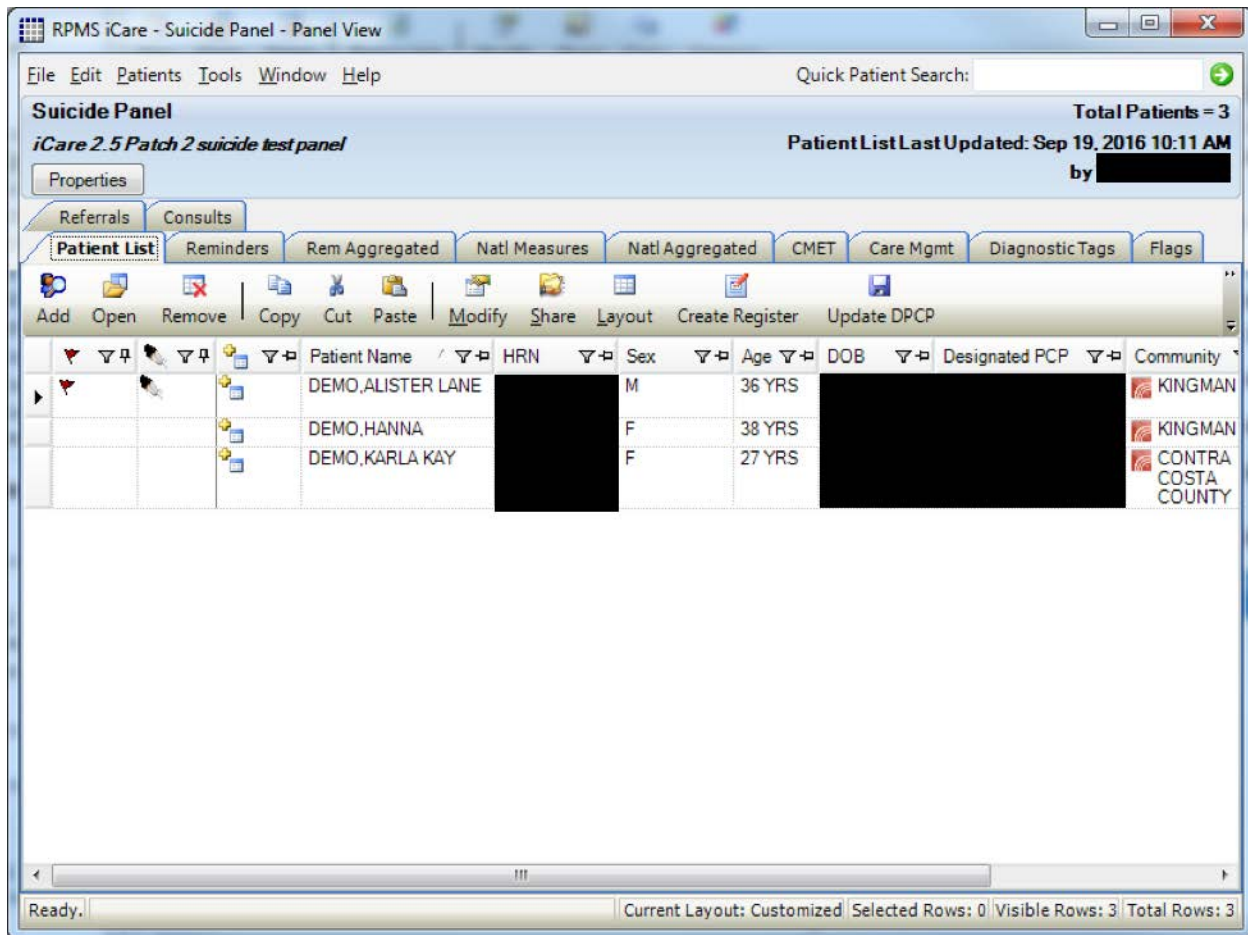 RPMS iCare - Suicide Panel - Panel View
File Edit Patients Tools Window Help Quick Patient Search:
Suicide Panel Total Patients = 3
iCare 2.5 Patch 2 suicide test panel Patient List Last Updated: Sep 19, 2016 10:11 AM
Properties by
Referrals Consults
Patient List Reminders Rem Aggregated Natl Measures Natl Aggregated CMET Care Mgmt Diagnostic Tags Flags
Add Open Remove Copy Cut Paste Modify Share Layout Create Register Update DPCP
Patient Name HRN Sex Age DOB Designated PCP Community
DEMO,ALISTER LANE M 36 YRS KINGMAN
DEMO,HANNA F 38 YRS KINGMAN
DEMO,KARLA KAY F 27 YRS CONTRA
COSTA
COUNTY
Ready. Current Layout: Customized Selected Rows: 0 Visible Rows: 3 Total Rows: 3